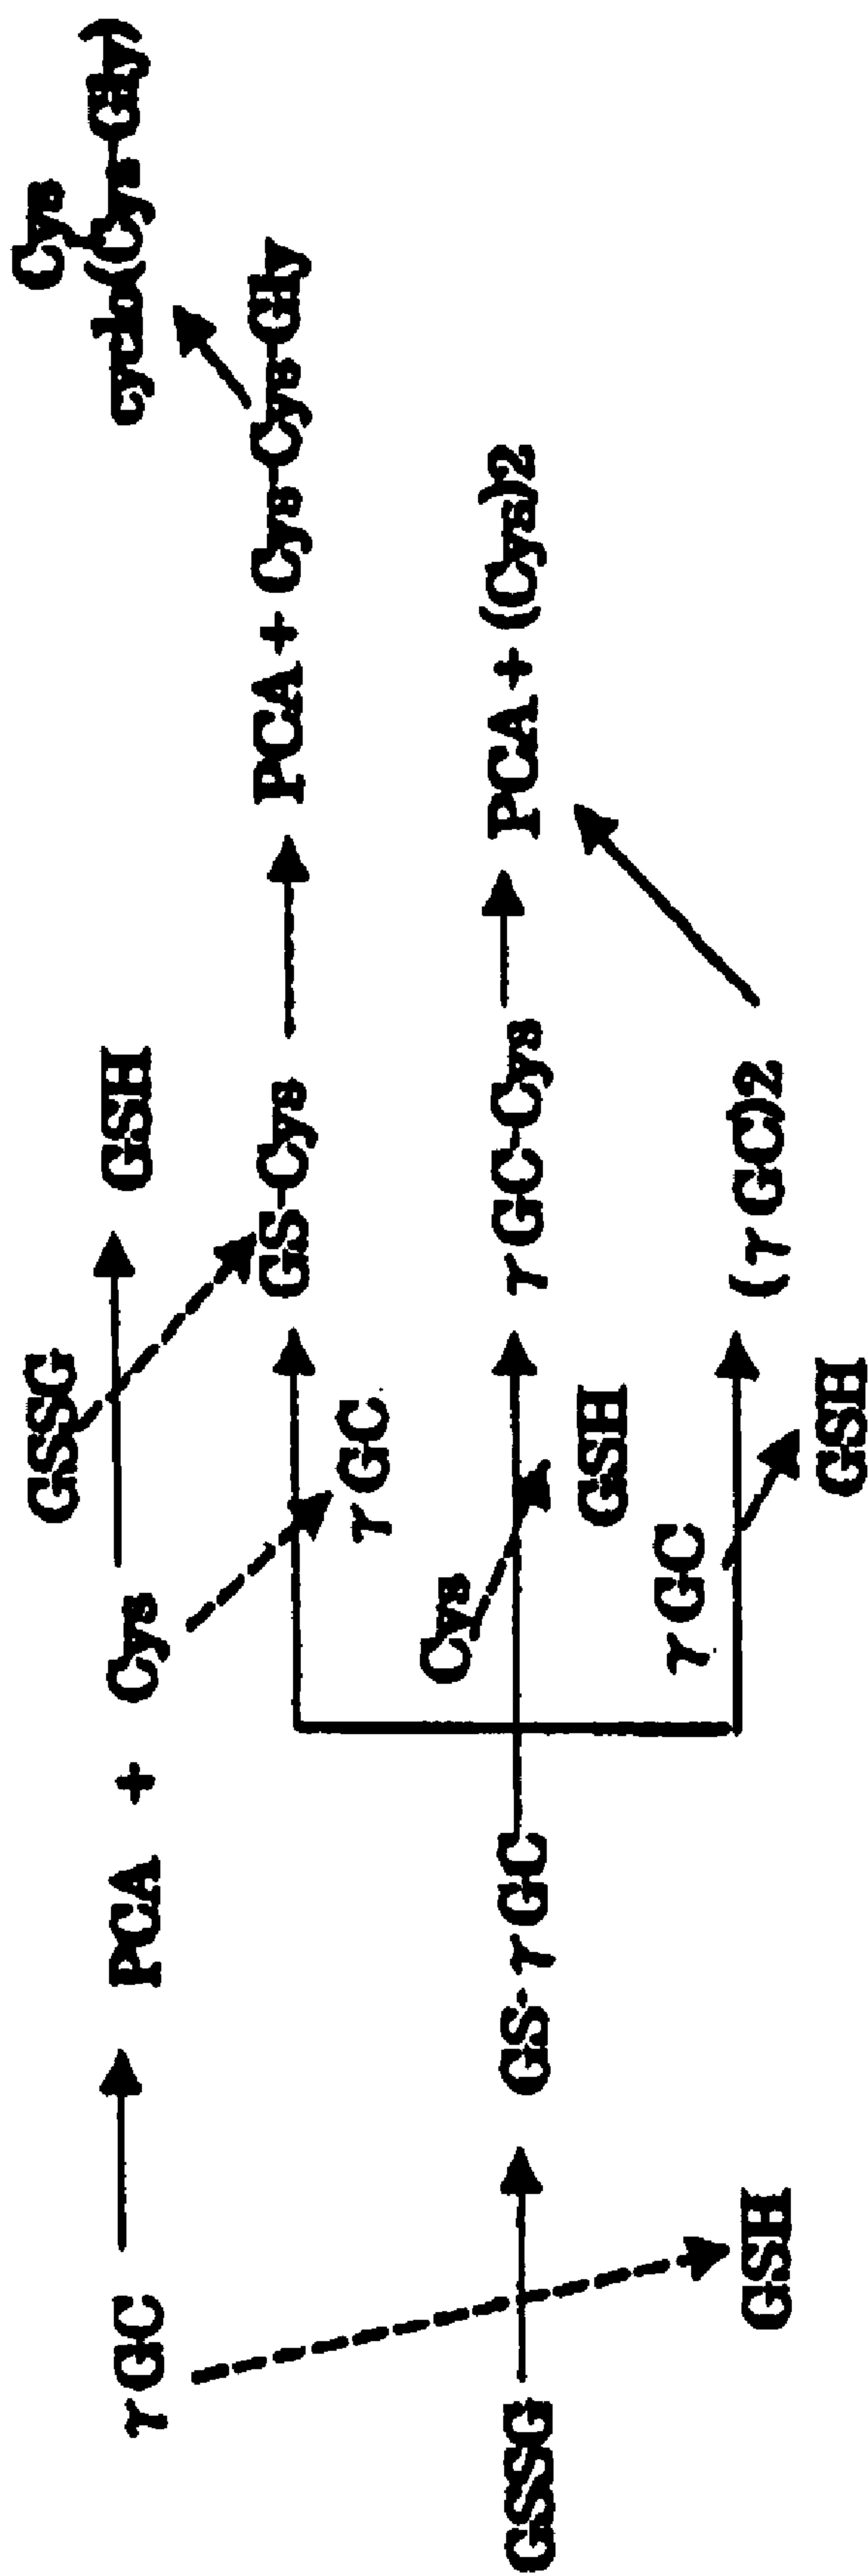 Cys
cyclo(Cys-Gly)
GSSG
γGC PCA + Cys GSH
GS-Cys PCA + Cys-Cys-Gly
γGC
Cys
GSSG GS-γGC γGC-Cys PCA + (Cys)2
GSH
γGC
GSH (γGC)2
GSH